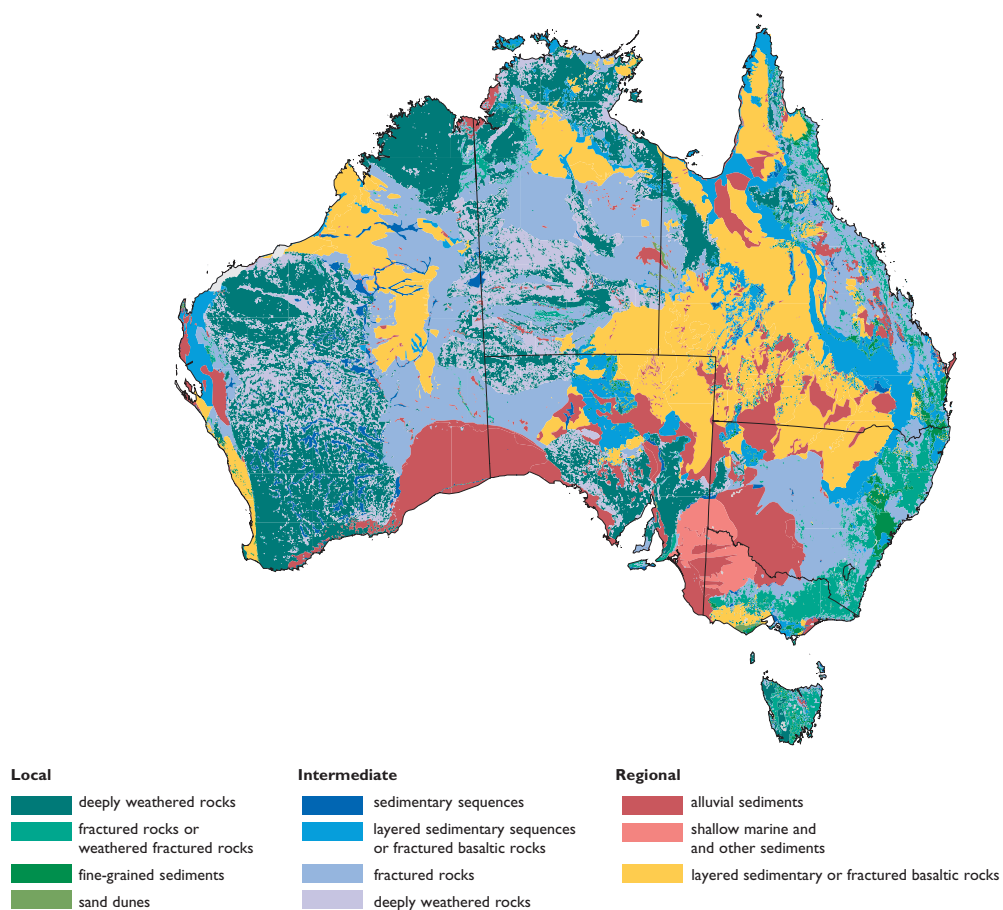 Local
deeply weathered rocks
fractured rocks or
weathered fractured rocks
fine-grained sediments
sand dunes
Intermediate
sedimentary sequences
layered sedimentary sequences
or fractured basaltic rocks
fractured rocks
deeply weathered rocks
Regional
alluvial sediments
shallow marine and
and other sediments
layered sedimentary or fractured basaltic rocks